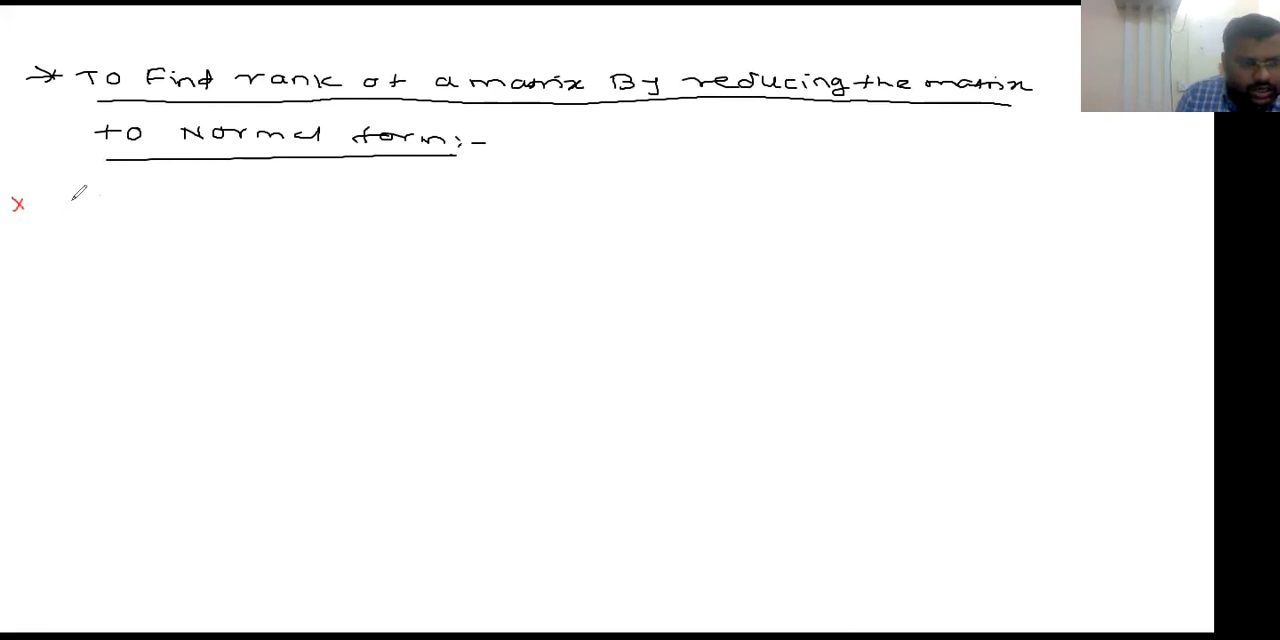 → To Find rank of a matrix By reducing the matrix
to Normal form:-
x